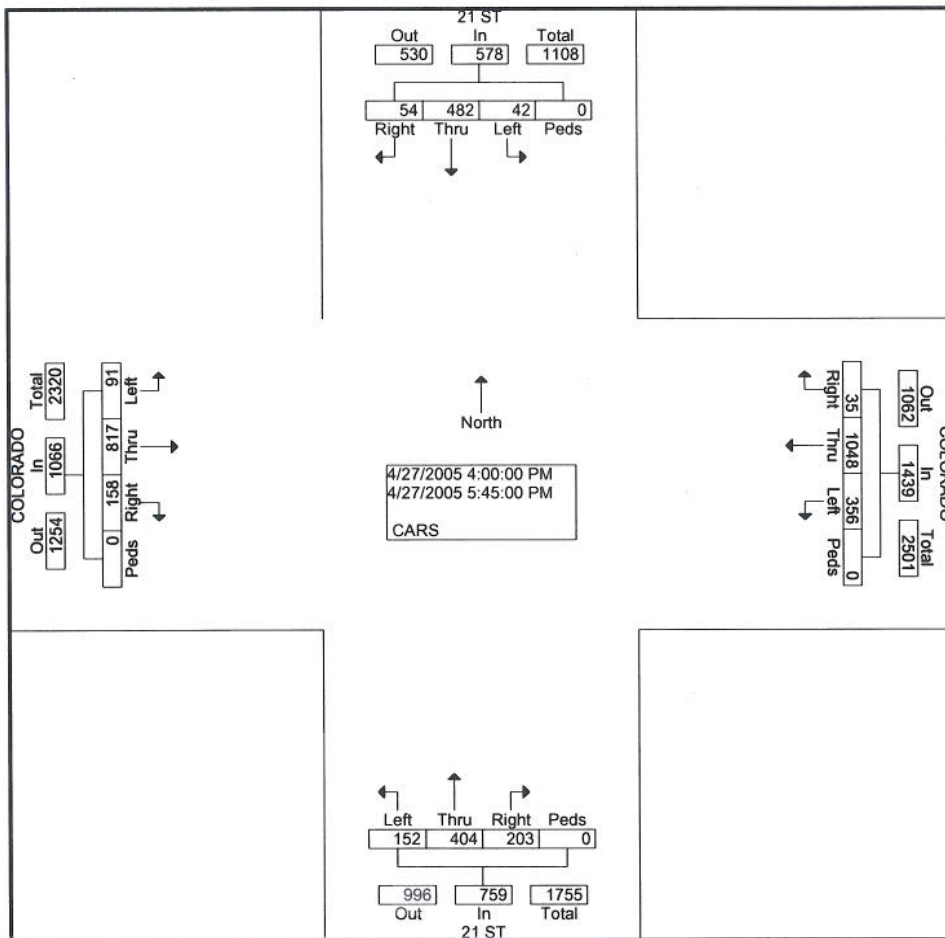 21 ST
Out In Total
530 578 1108
54 482 42 0
Right Thru Left Peds
COLORADO
Total In Out
2320 1066 1254
91 817 158 0
Left Thru Right Peds
North
4/27/2005 4:00:00 PM
4/27/2005 5:45:00 PM
CARS
Right Thru Left Peds
35 1048 356 0
Out In Total
1062 1439 2501
COLORADO
Left Thru Right Peds
152 404 203 0
996 759 1755
Out In Total
21 ST